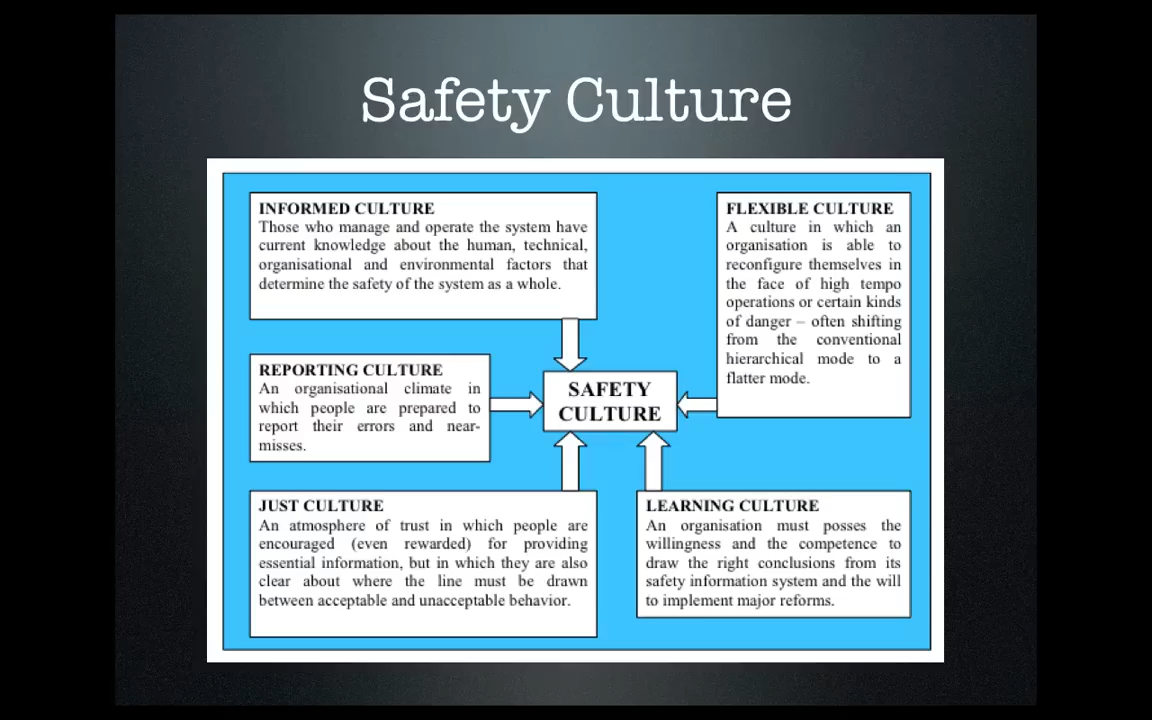 Safety Culture
INFORMED CULTURE
Those who manage and operate the system have
current knowledge about the human, technical,
organisational and environmental factors that
determine the safety of the system as a whole.
FLEXIBLE CULTURE
A culture in which an
organisation is able to
reconfigure themselves in
the face of high tempo
operations or certain kinds
of danger – often shifting
from the conventional
hierarchical mode to a
flatter mode.
REPORTING CULTURE
An organisational climate in
which people are prepared to
report their errors and near-
misses.
SAFETY
CULTURE
JUST CULTURE
An atmosphere of trust in which people are
encouraged (even rewarded) for providing
essential information, but in which they are also
clear about where the line must be drawn
between acceptable and unacceptable behavior.
LEARNING CULTURE
An organisation must posses the
willingness and the competence to
draw the right conclusions from its
safety information system and the will
to implement major reforms.